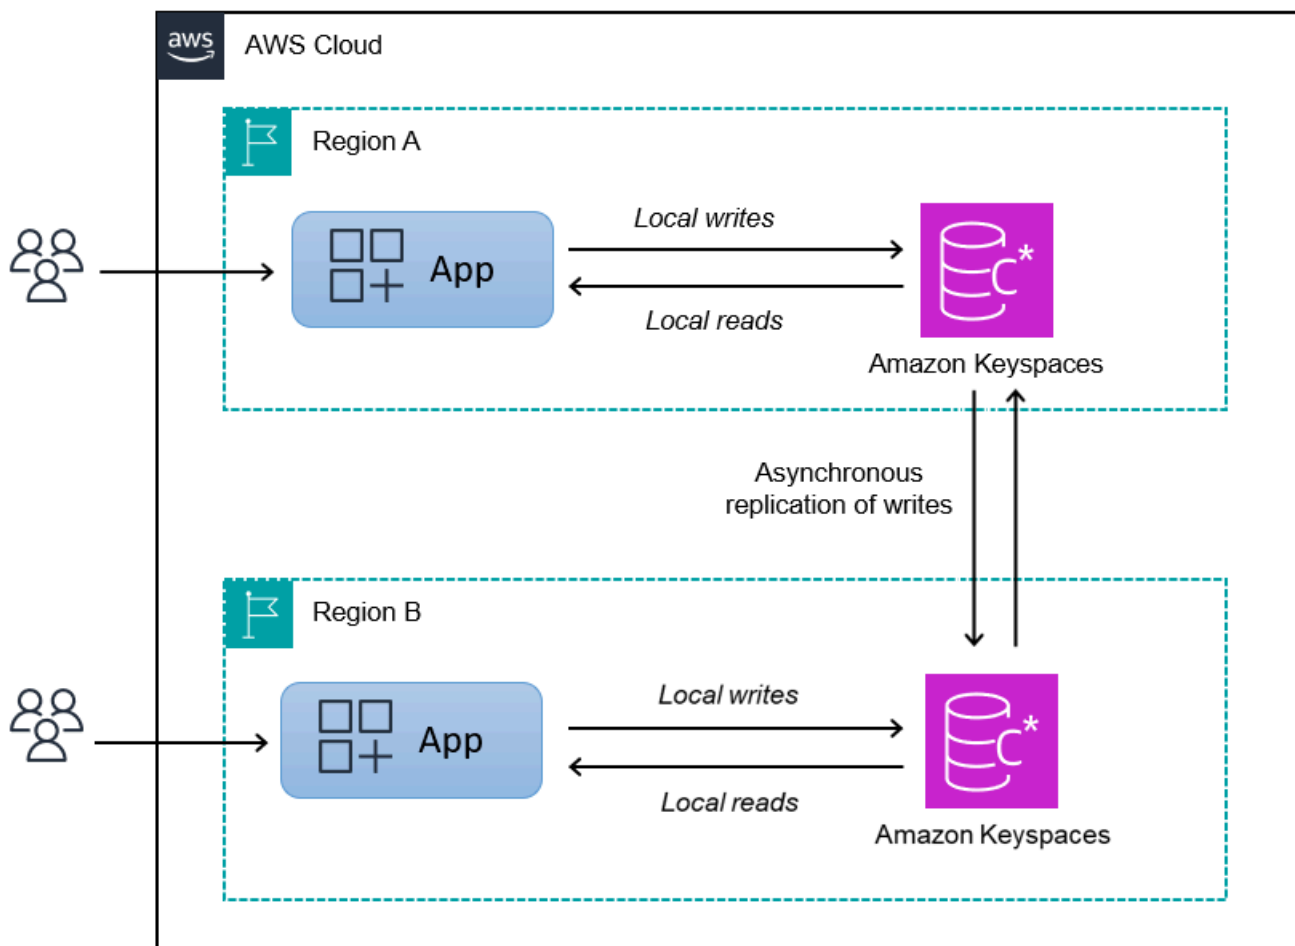 aws
AWS Cloud
Region A
App
Local writes
Local reads
C*
Amazon Keyspaces
Asynchronous
replication of writes
Region B
App
Local writes
Local reads
C*
Amazon Keyspaces